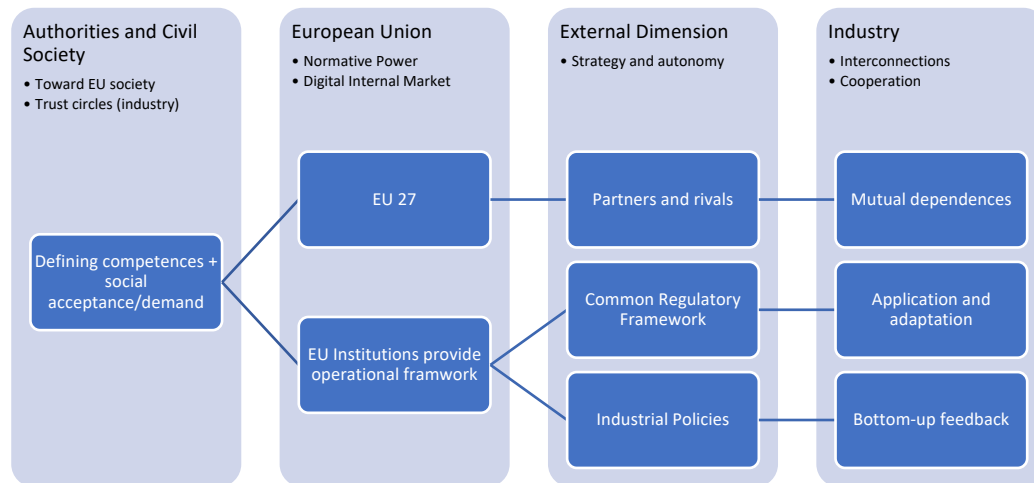 Authorities and Civil
Society
• Toward EU society
• Trust circles (industry)
Defining competences +
social
acceptance/demand
European Union
• Normative Power
• Digital Internal Market
EU 27
EU Institutions provide
operational framwork
External Dimension
• Strategy and autonomy
Partners and rivals
Common Regulatory
Framework
Industrial Policies
Industry
• Interconnections
• Cooperation
Mutual dependences
Application and
adaptation
Bottom-up feedback